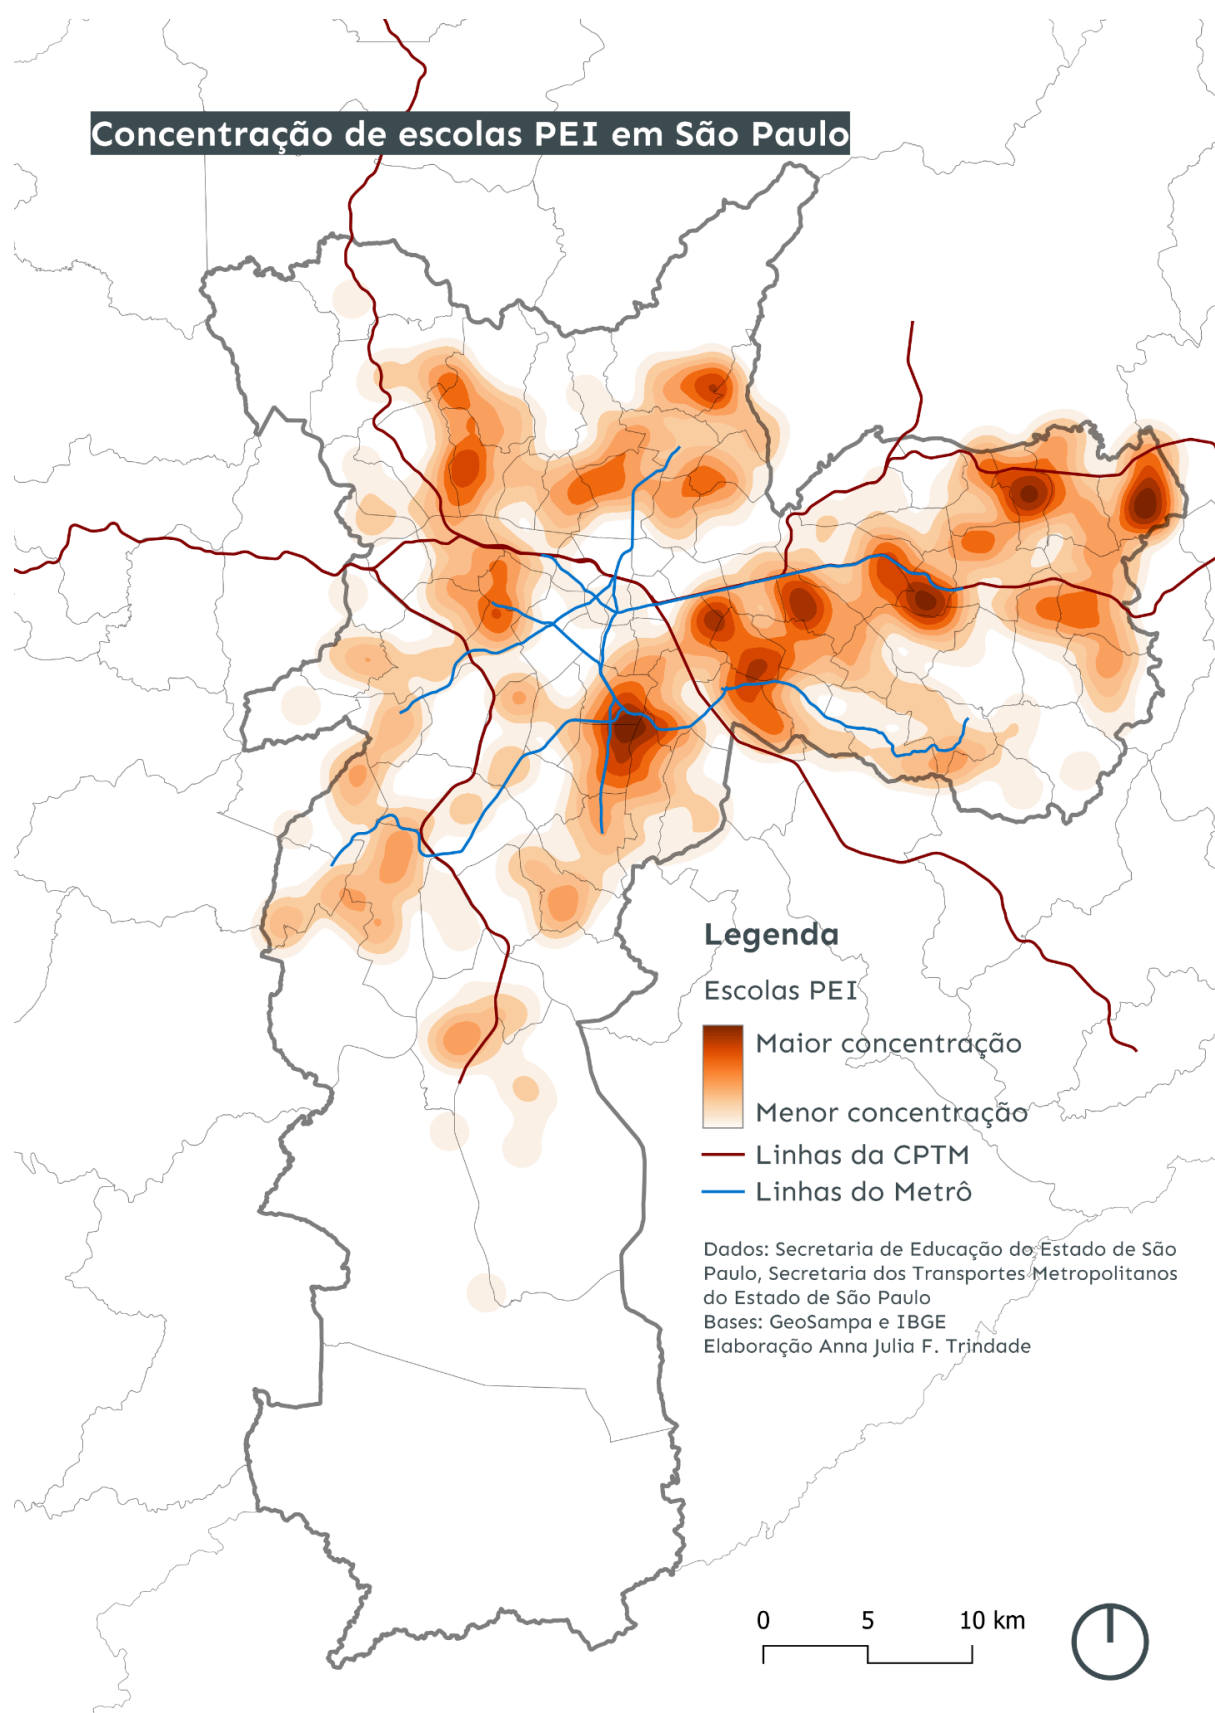 Concentração de escolas PEI em São Paulo
Legenda
Escolas PEI
Maior concentração
Menor concentração
Linhas da CPTM
Linhas do Metrô
Dados: Secretaria de Educação do Estado de São
Paulo, Secretaria dos Transportes Metropolitanos
do Estado de São Paulo
Bases: GeoSampa e IBGE
Elaboração Anna Julia F. Trindade
0 5 10 km